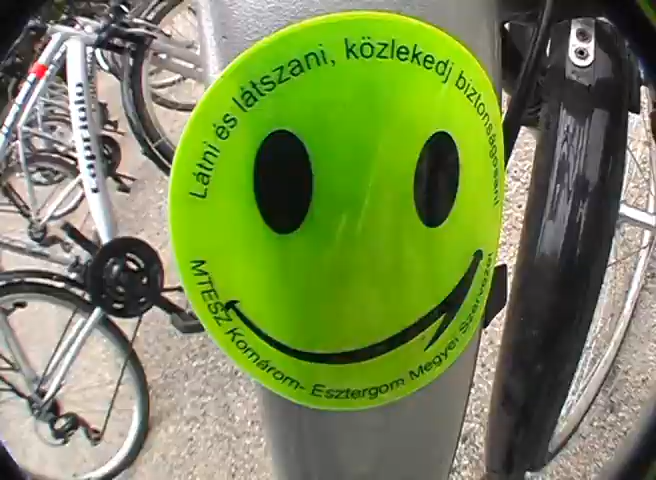 Látni és látszani, közlekedj biztonságosan!
MTESZ Komárom- Esztergom Megyei Szervezet